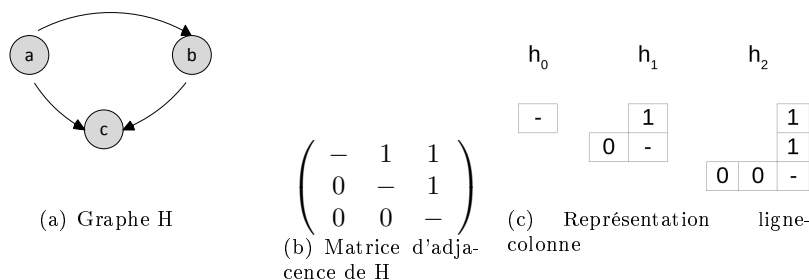 a
b
c
(a) Graphe H
− 1 1
0 − 1
0 0 −
(b) Matrice d'adja-
cence de H
h0 h1 h2
- 1 1
0 - 1
0 0 -
(c) Représentation ligne-
colonne